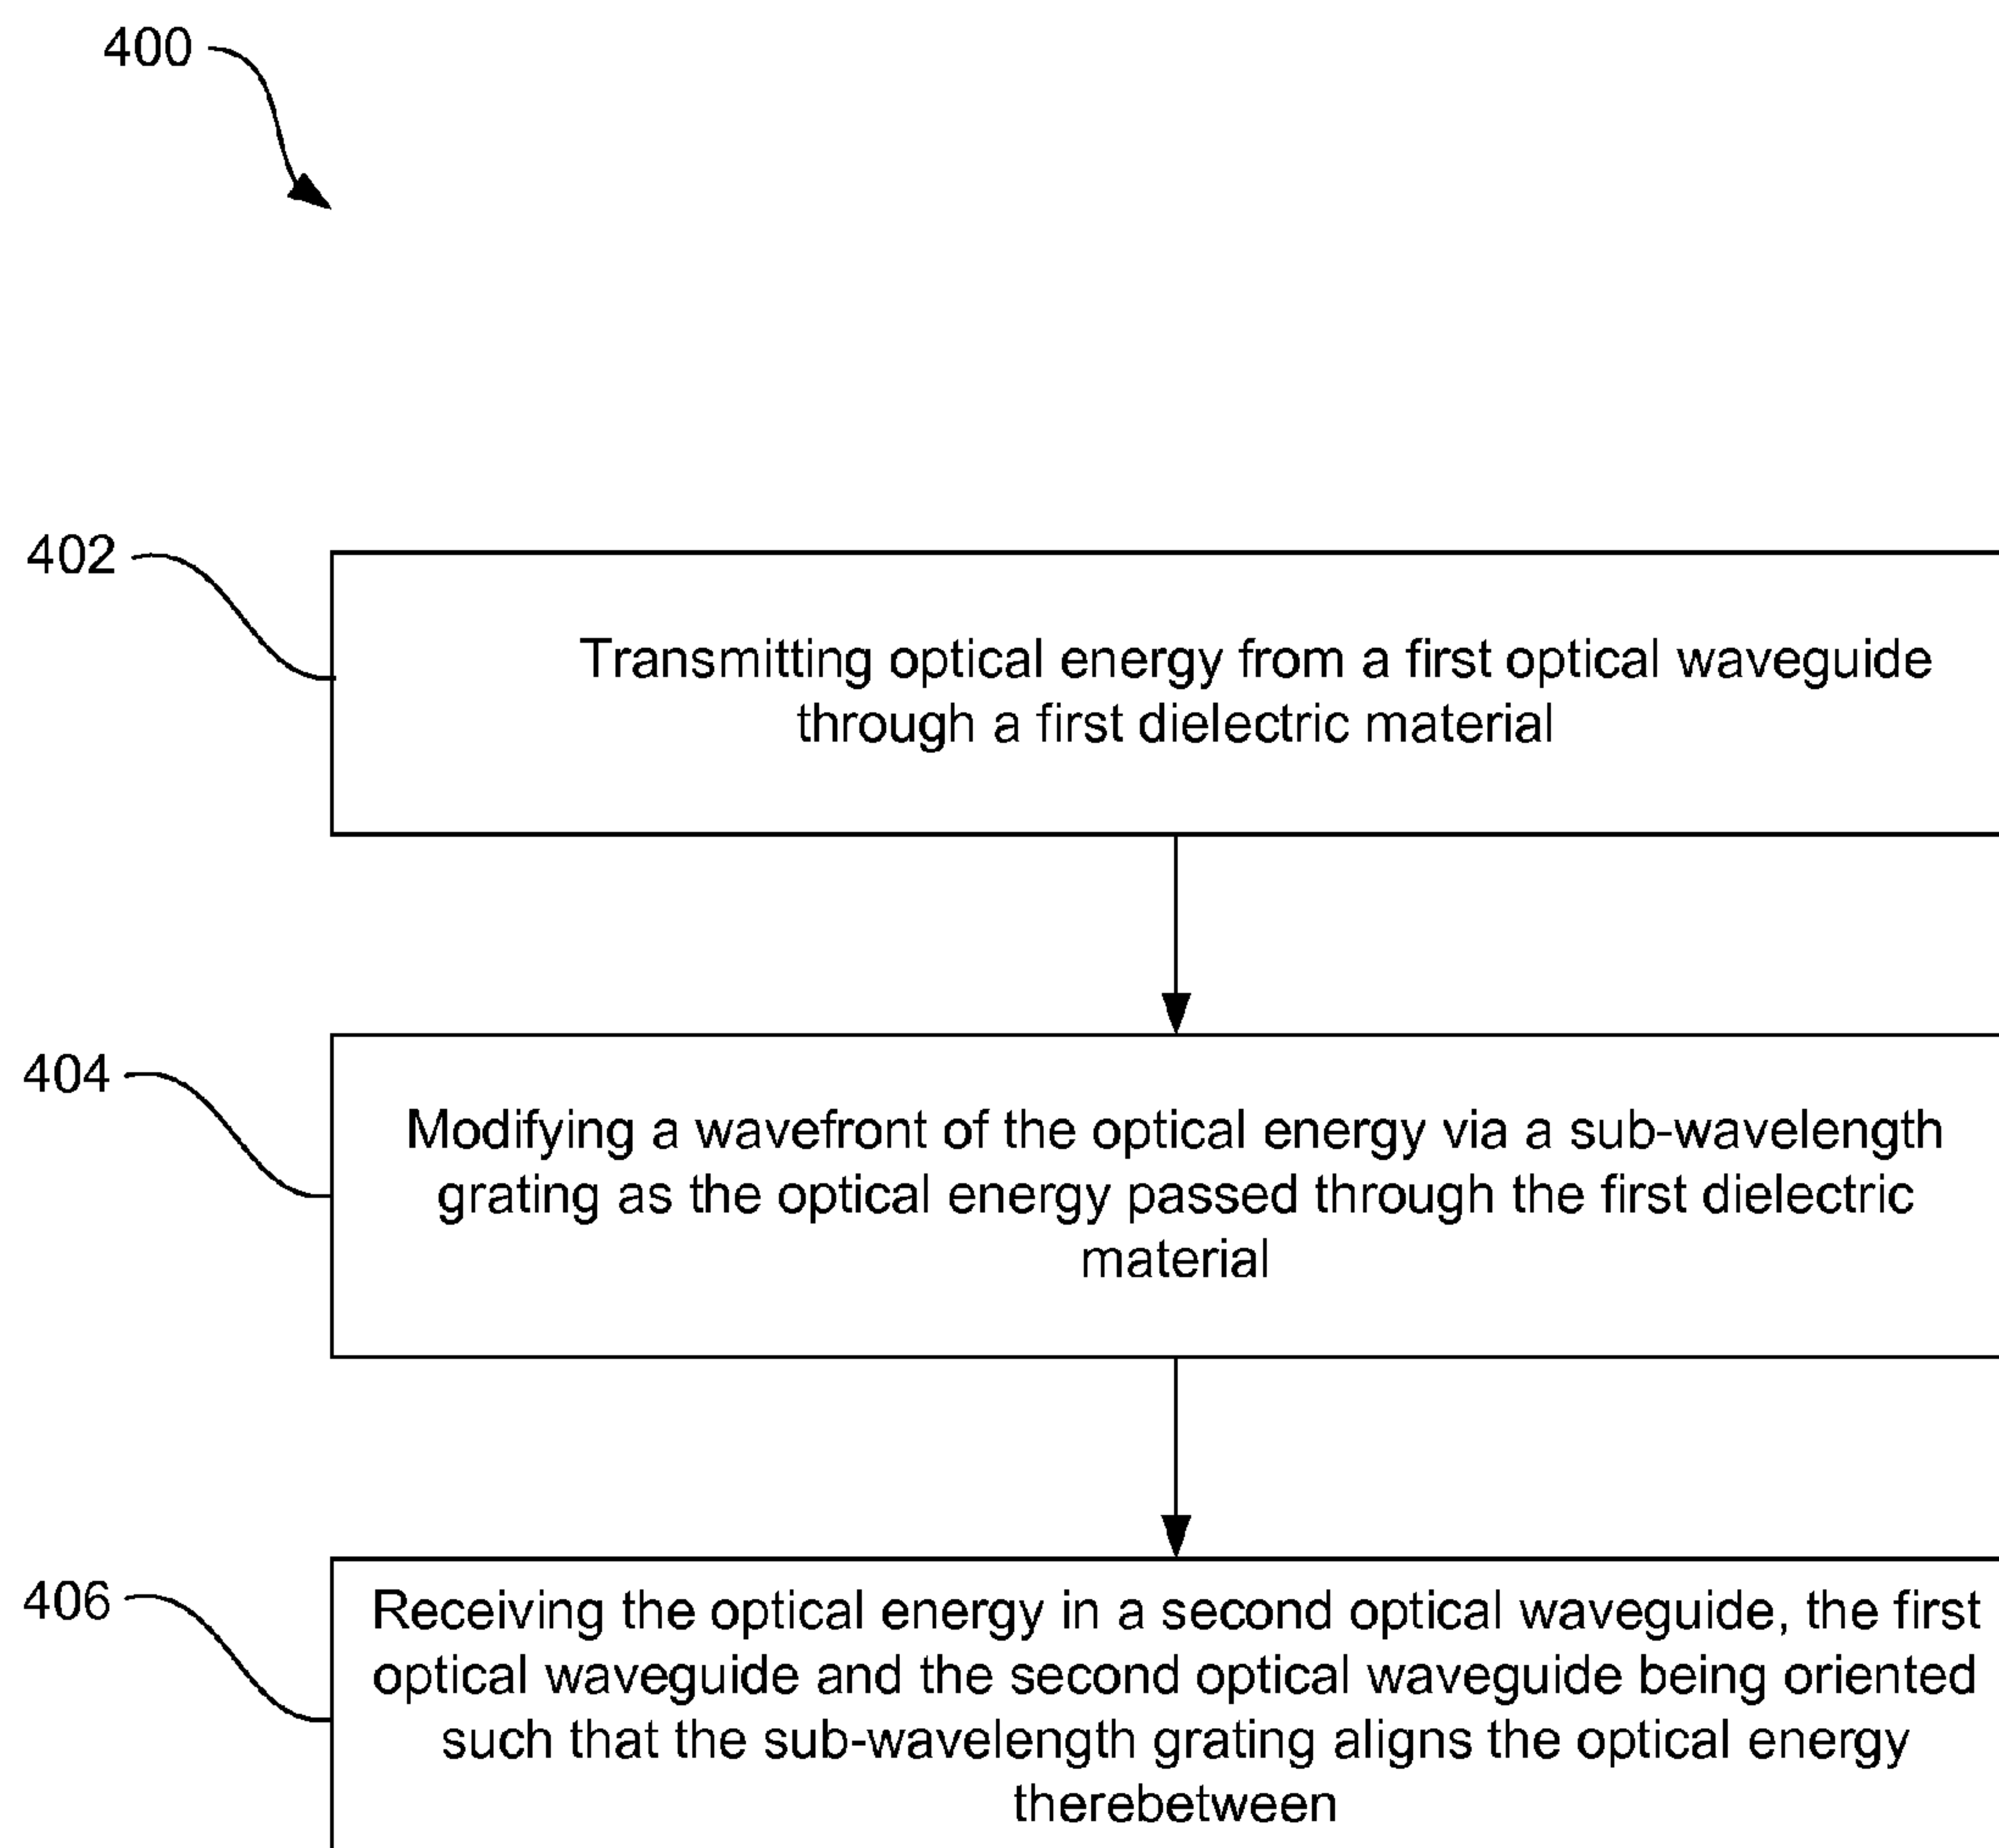 400
402
Transmitting optical energy from a first optical waveguide
through a first dielectric material
404
Modifying a wavefront of the optical energy via a sub-wavelength
grating as the optical energy passed through the first dielectric
material
406
Receiving the optical energy in a second optical waveguide, the first
optical waveguide and the second optical waveguide being oriented
such that the sub-wavelength grating aligns the optical energy
therebetween